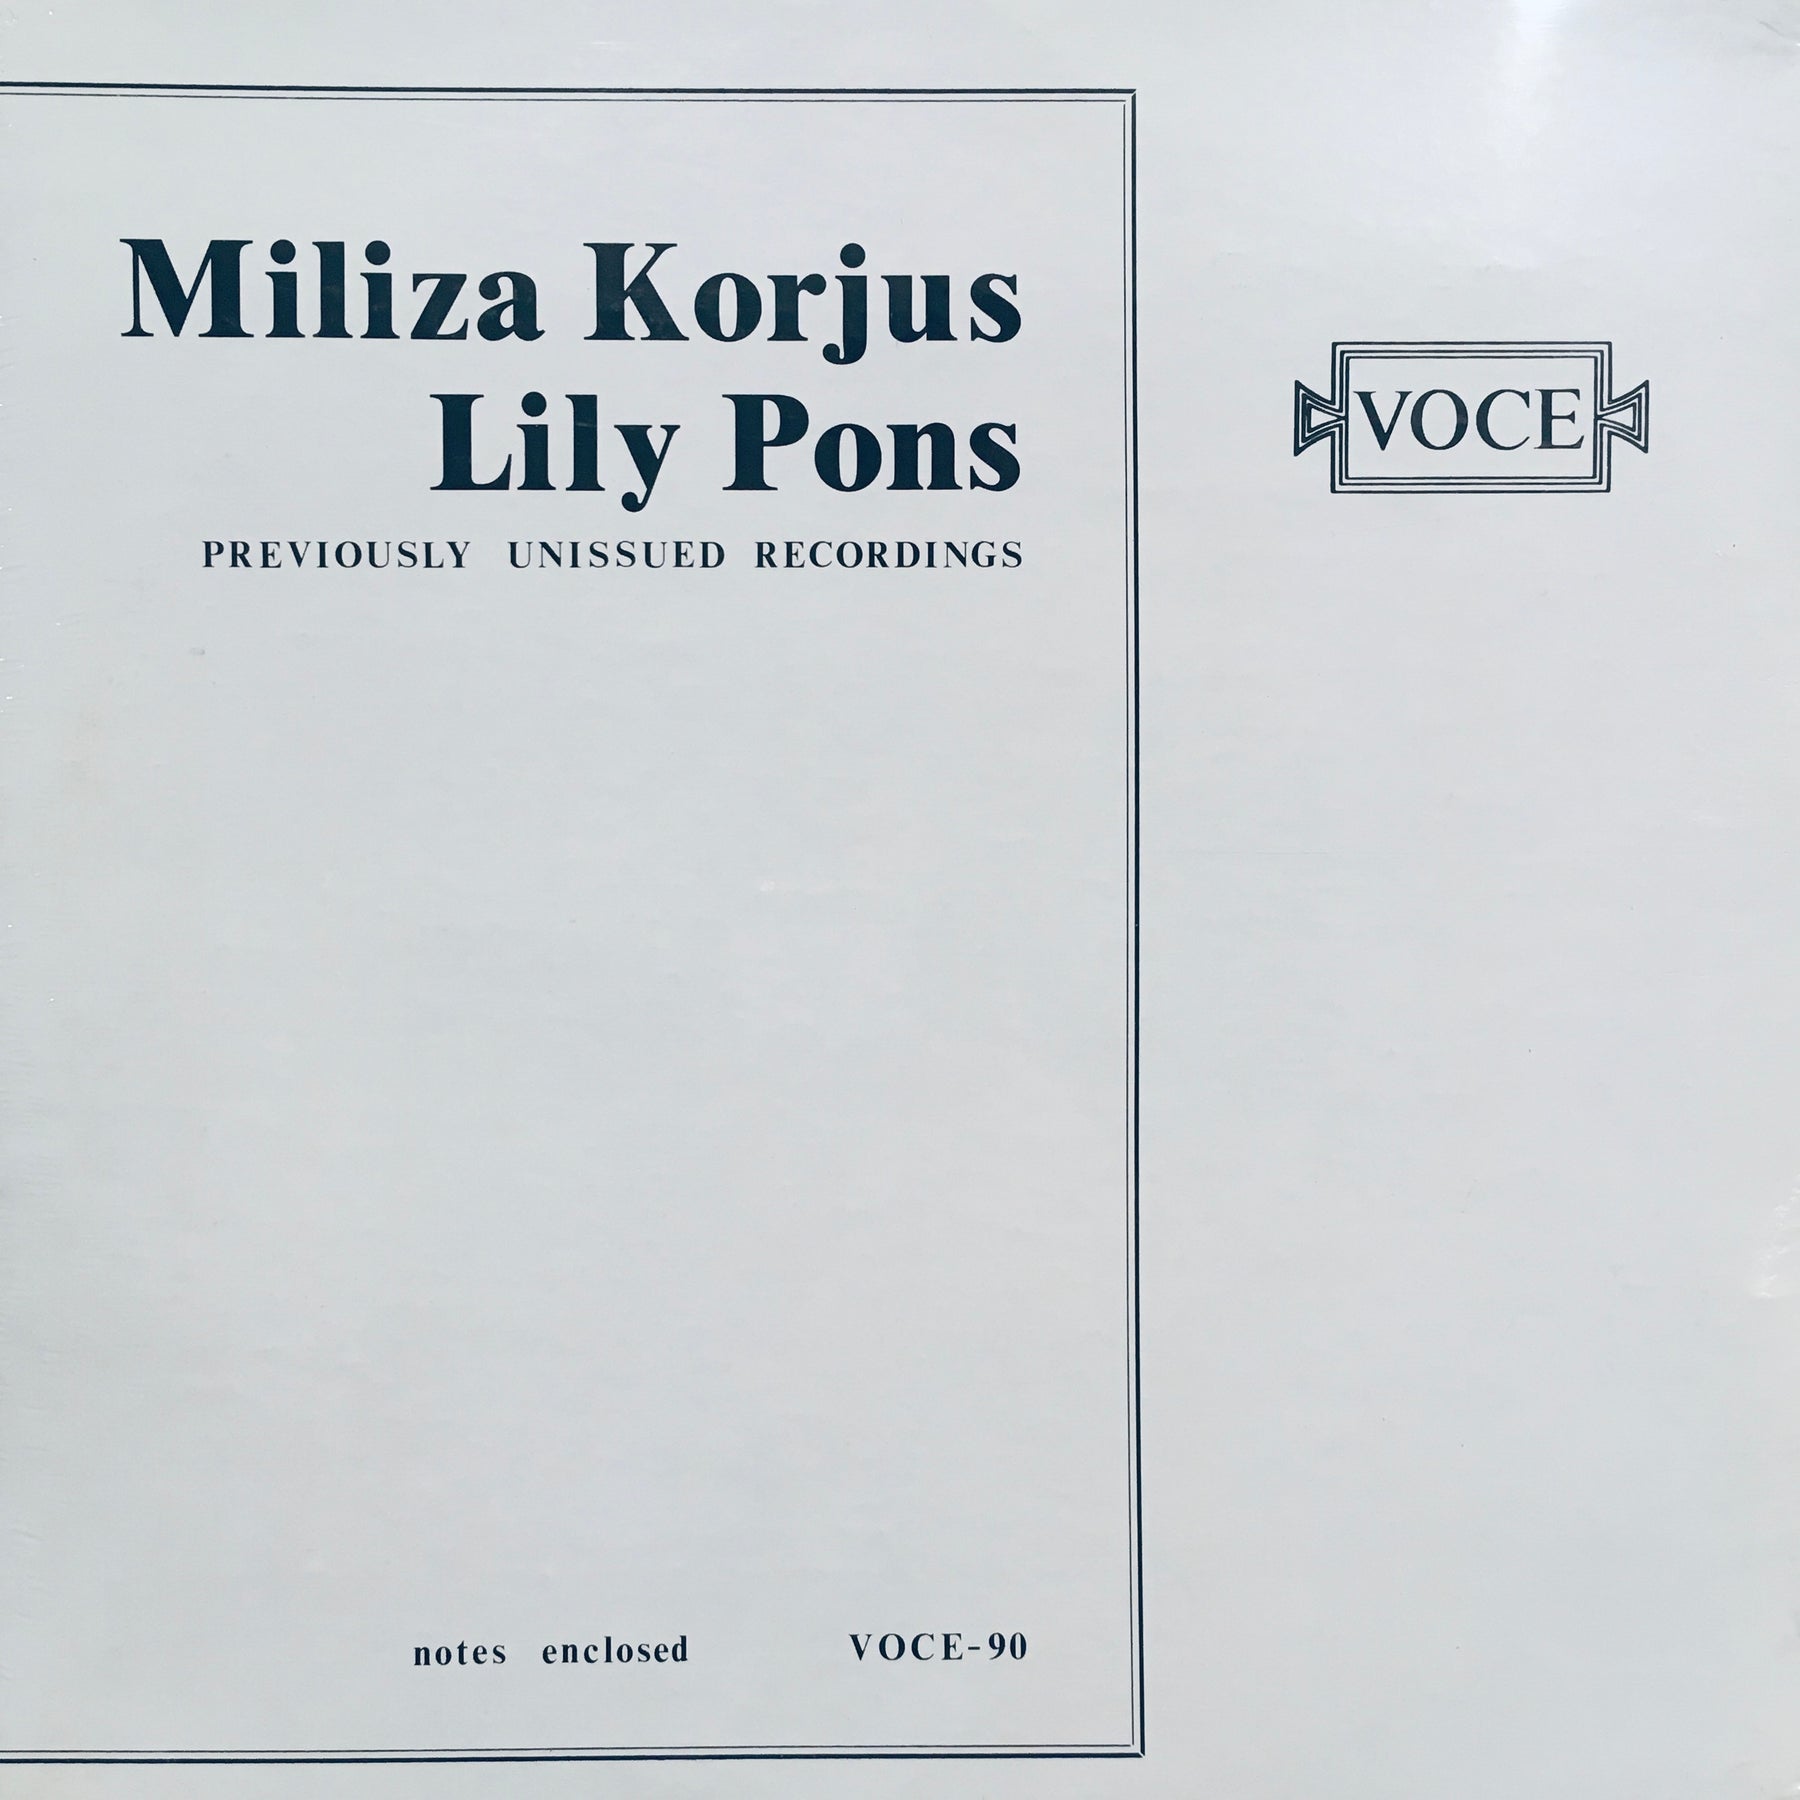 Miliza Korjus
Lily Pons
PREVIOUSLY UNISSUED RECORDINGS
VOCE
notes enclosed VOCE-90